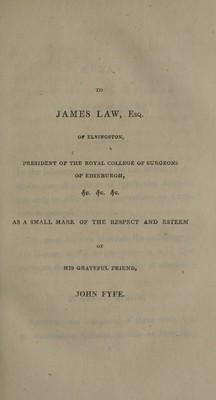 TO
JAMES LAW, ESQ.
OF ELVINGSTON,
PRESIDENT OF THE ROYAL COLLEGE OF SURGEONS
OF EDINBURGH,
&c. &c. &c.
AS A SMALL MARK OF THE RESPECT AND ESTEEM
OF
HIS GRATEFUL FRIEND,
JOHN FYFE.